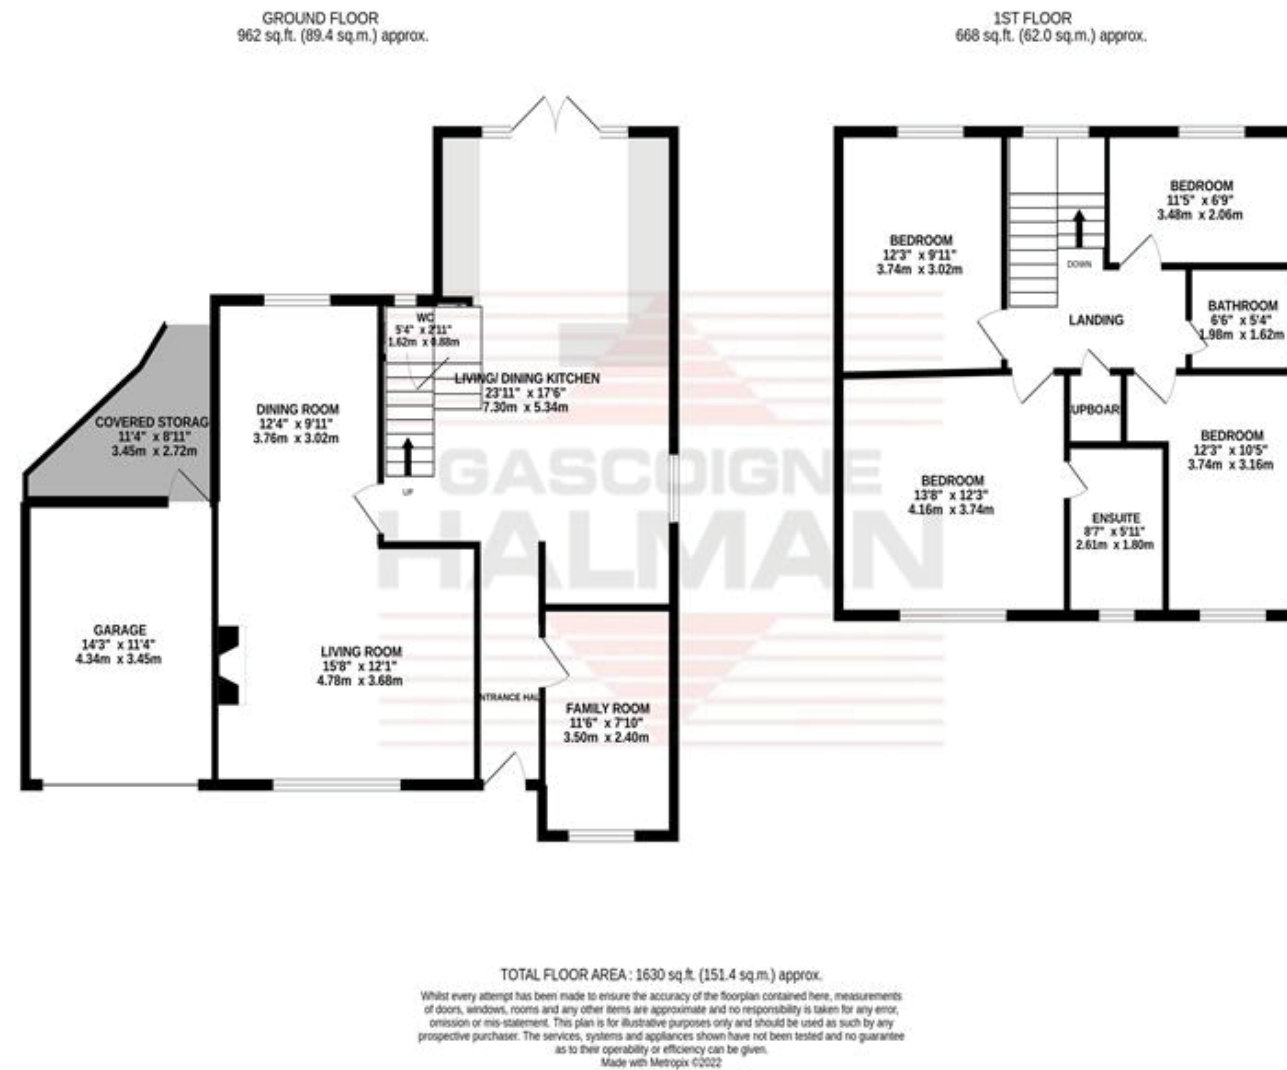 GROUND FLOOR
962 sq.ft. (89.4 sq.m.) approx.
1ST FLOOR
668 sq.ft. (62.0 sq.m.) approx.
BEDROOM
11'5" x 6'9"
3.48m x 2.06m
BEDROOM
12'3" x 9'11"
3.74m x 3.02m
DOWN
LANDING
BATHROOM
6'6" x 5'4"
1.98m x 1.62m
WC
5'4" x 2'11"
1.62m x 0.88m
LIVING/ DINING KITCHEN
23'11" x 17'6"
7.30m x 5.34m
DINING ROOM
12'4" x 9'11"
3.76m x 3.02m
COVERED STORAG
11'4" x 8'11"
3.45m x 2.72m
UPBOAR
BEDROOM
12'3" x 10'5"
3.74m x 3.16m
UP
GASCOIGNE
HALMAN
BEDROOM
13'8" x 12'3"
4.16m x 3.74m
ENSUITE
8'7" x 5'11"
2.61m x 1.80m
GARAGE
14'3" x 11'4"
4.34m x 3.45m
LIVING ROOM
15'8" x 12'1"
4.78m x 3.68m
NTRANCE HAL
FAMILY ROOM
11'6" x 7'10"
3.50m x 2.40m
TOTAL FLOOR AREA : 1630 sq.ft. (151.4 sq.m.) approx.
Whilst every attempt has been made to ensure the accuracy of the floorplan contained here, measurements
of doors, windows, rooms and any other items are approximate and no responsibility is taken for any error,
omission or mis-statement. This plan is for illustrative purposes only and should be used as such by any
prospective purchaser. The services, systems and appliances shown have not been tested and no guarantee
as to their operability or efficiency can be given.
Made with Metropix ©2022